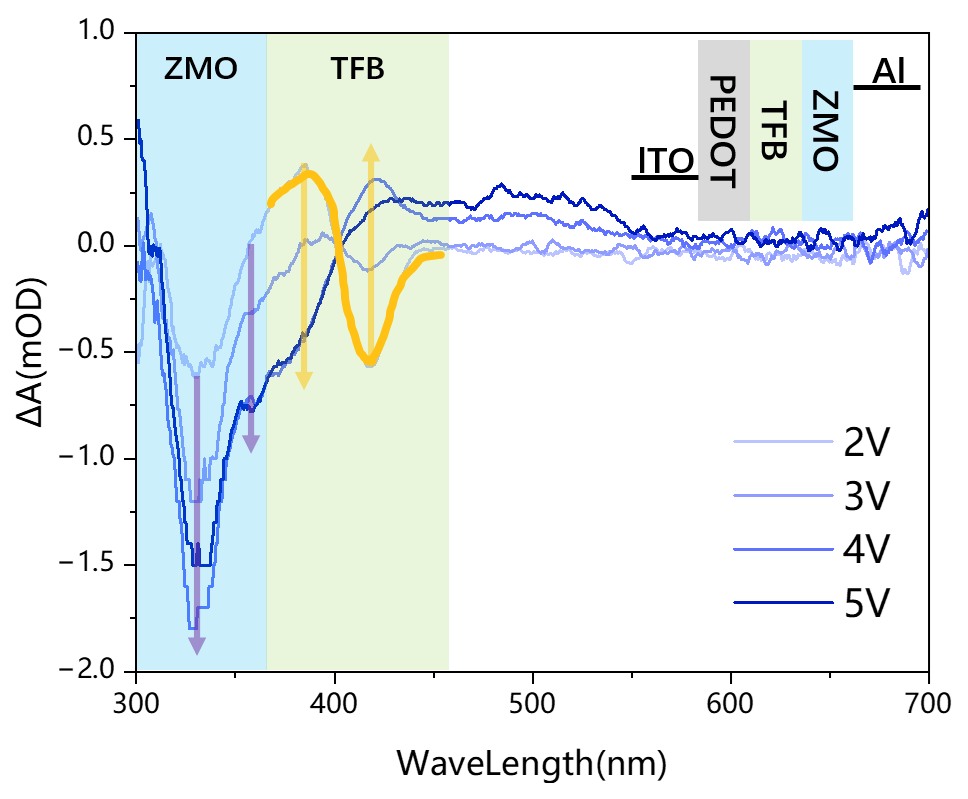 ZMO
TFB
Al
ITO
PEDOT
TFB
ZMO
1.0
0.5
0.0
−0.5
−1.0
−1.5
−2.0
ΔA(mOD)
2V
3V
4V
5V
300
400
500
600
700
WaveLength(nm)